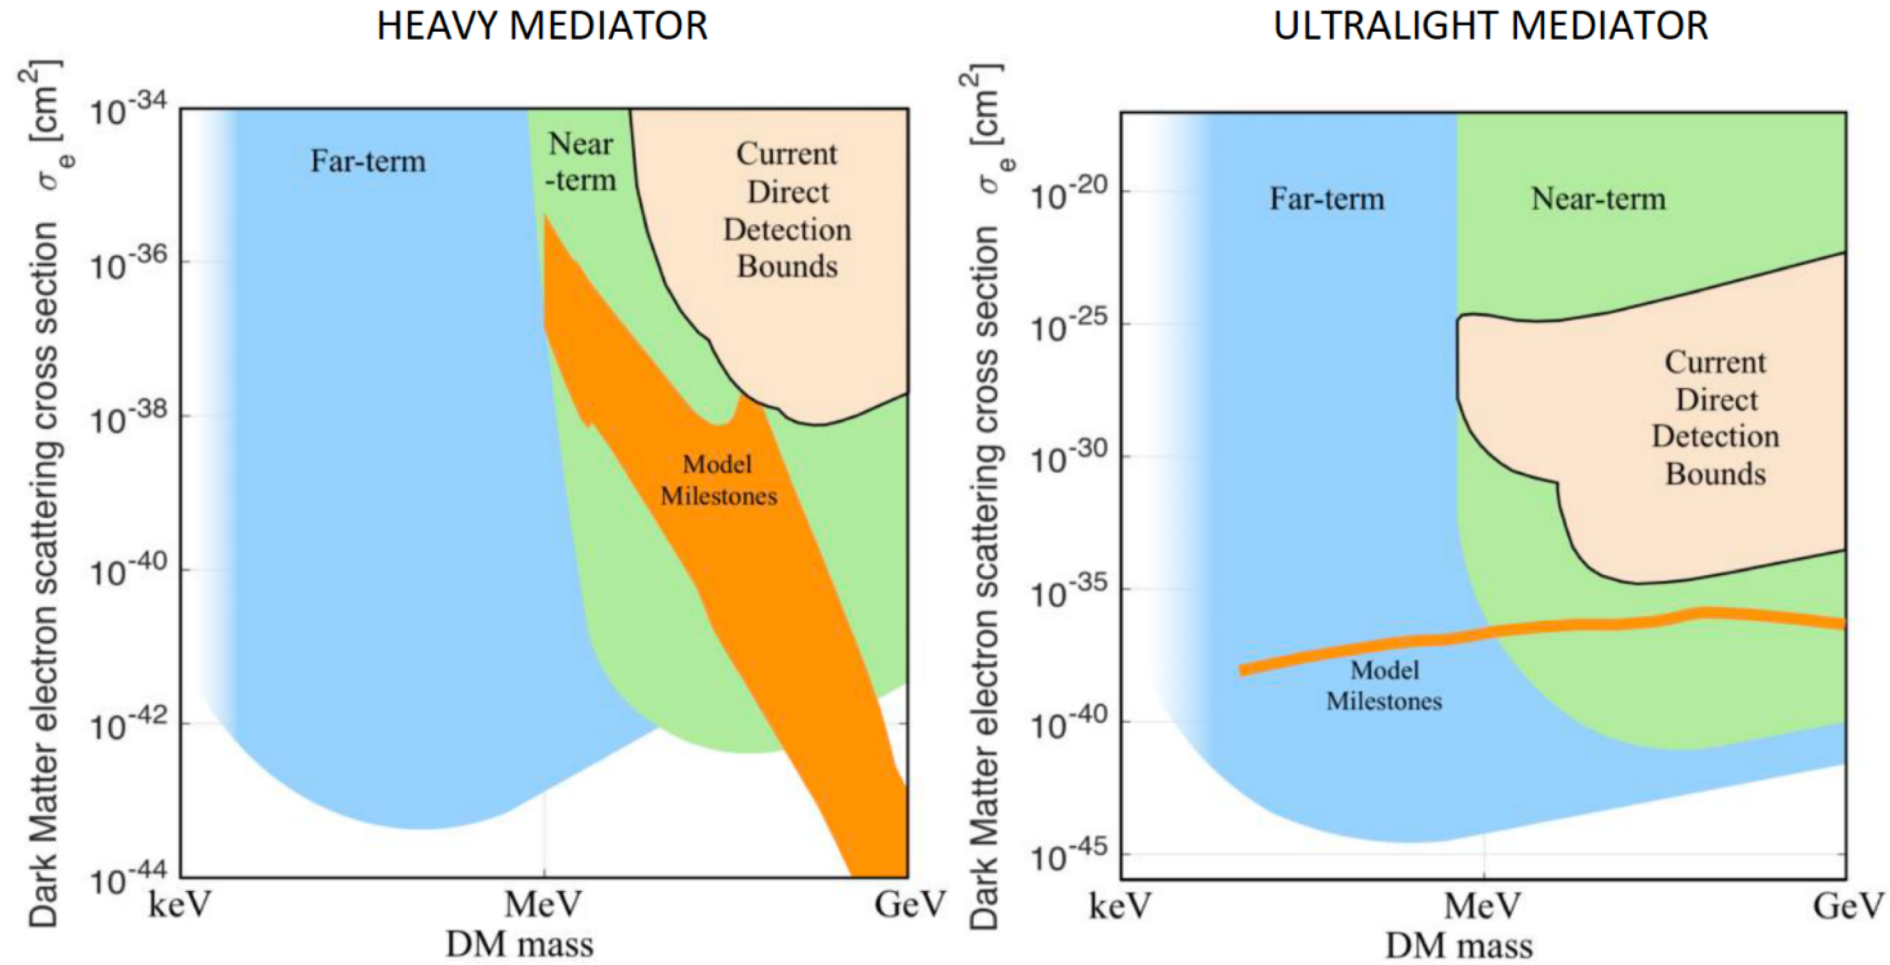 HEAVY MEDIATOR
Dark Matter electron scattering cross section σe [cm2]
10-34
10-36
10-38
10-40
10-42
10-44
Far-term
Near
-term
Current
Direct
Detection
Bounds
Model
Milestones
keV
MeV
GeV
DM mass
ULTRALIGHT MEDIATOR
Dark Matter electron scattering cross section σe [cm2]
10-20
10-25
10-30
10-35
10-40
10-45
Far-term
Near-term
Current
Direct
Detection
Bounds
Model
Milestones
keV
MeV
GeV
DM mass